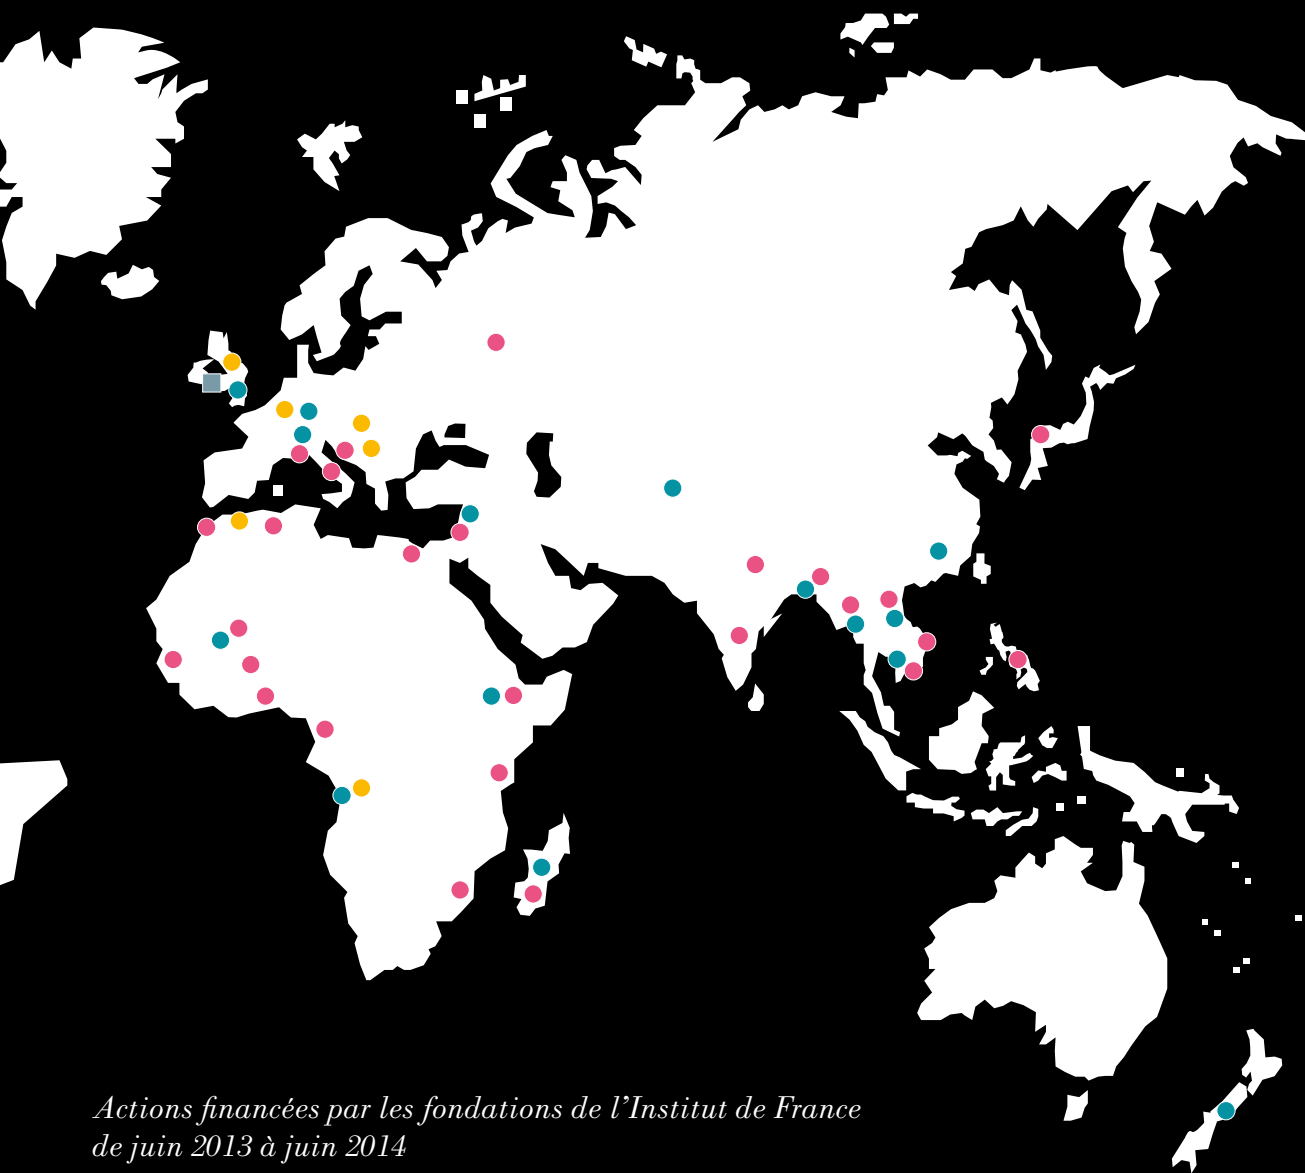 Actions financées par les fondations de l’Institut de France
de juin 2013 à juin 2014